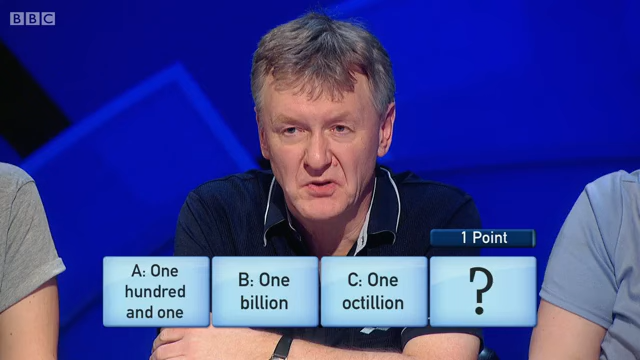 BBC
1 Point
A: One
hundred
and one
B: One
billion
C: One
octillion
?